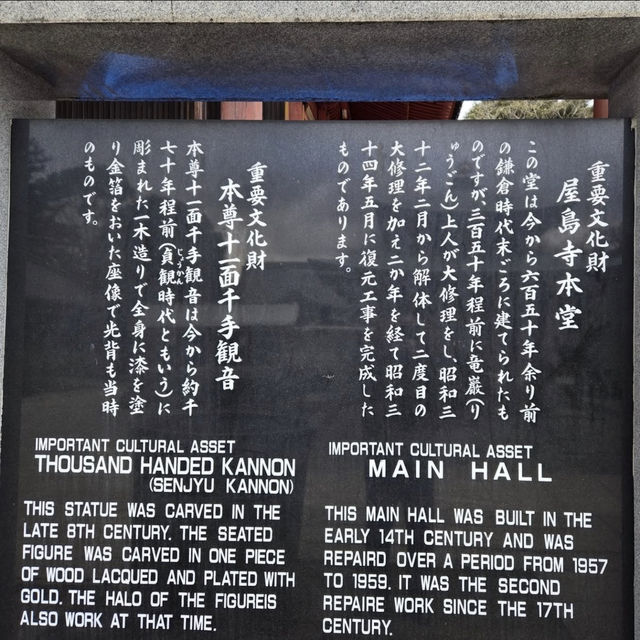 重要文化財
屋島寺本堂
この堂は今から六百五十年余り前
の鎌倉時代末ごろに建てられたも
のですが、三百五十年程前に竜巌(り
ゅうごん)上人が大修理をし、昭和三
十二年二月から解体して二度目の
大修理を加え二か年を経て昭和三
十四年五月に復元工事を完成した
ものであります。
重要文化財
本尊十一面千手観音
本尊十一面千手観音は今から約千
七十年程前(貞観時代ともいう)に
じょうかん
彫まれた一木造りで全身に漆を塗
り金箔をおいた座像で光背も当時
のものです。
IMPORTANT CULTURAL ASSET
THOUSAND HANDED KANNON
(SENJYU KANNON)
THIS STATUE WAS CARVED IN THE
LATE 8TH CENTURY. THE SEATED
FIGURE WAS CARVED IN ONE PIECE
OF WOOD LACQUED AND PLATED WITH
GOLD. THE HALO OF THE FIGUREIS
ALSO WORK AT THAT TIME.
IMPORTANT CULTURAL ASSET
MAIN HALL
THIS MAIN HALL WAS BUILT IN THE
EARLY 14TH CENTURY AND WAS
REPAIRD OVER A PERIOD FROM 1957
TO 1959. IT WAS THE SECOND
REPAIRE WORK SINCE THE 17TH
CENTURY.